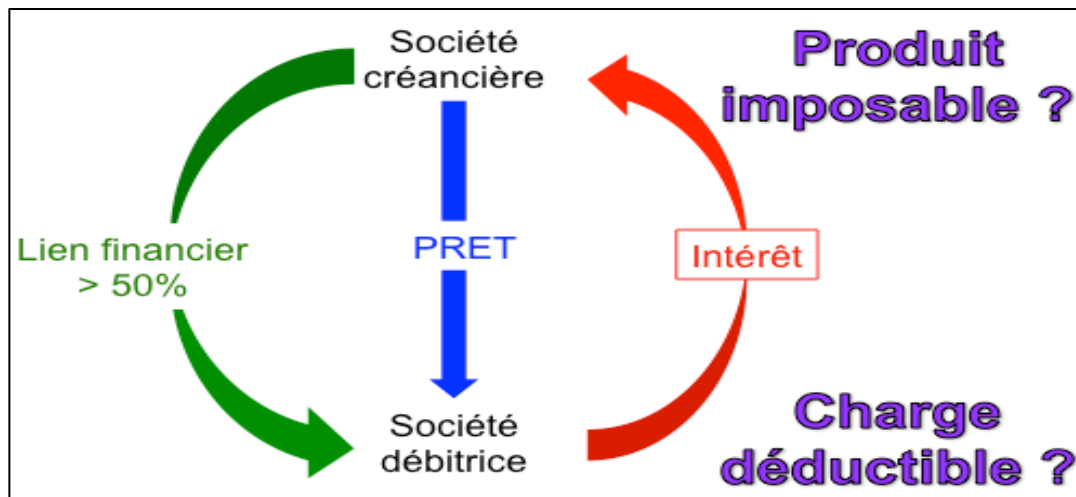 Société
créancière
Produit
imposable ?
Lien financier
> 50%
PRET
Intérêt
Société
débitrice
Charge
déductible ?